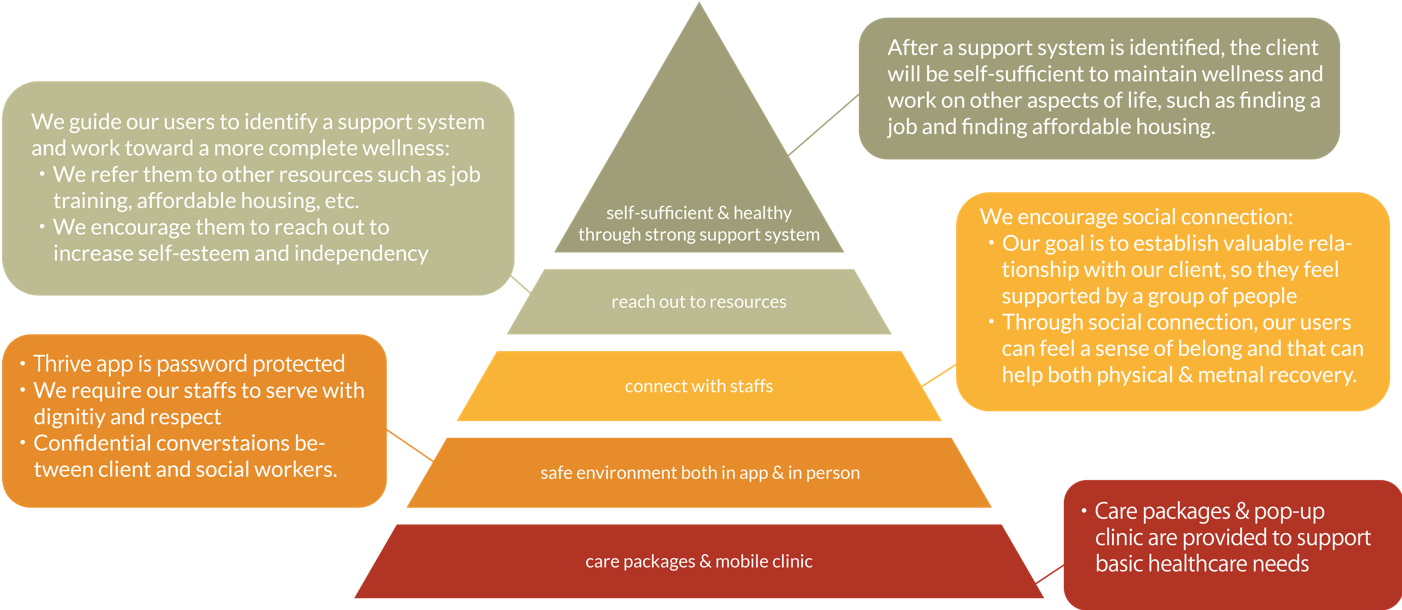 After a support system is identified, the client
will be self-sufficient to maintain wellness and
work on other aspects of life, such as finding a
job and finding affordable housing.
We guide our users to identify a support system
and work toward a more complete wellness:
• We refer them to other resources such as job
training, affordable housing, etc.
• We encourage them to reach out to
increase self-esteem and independency
self-sufficient & healthy
through strong support system
We encourage social connection:
• Our goal is to establish valuable rela-
tionship with our client, so they feel
supported by a group of people
• Through social connection, our users
can feel a sense of belong and that can
help both physical & metnal recovery.
reach out to resources
• Thrive app is password protected
• We require our staffs to serve with
dignitiy and respect
• Confidential converstaions be-
tween client and social workers.
connect with staffs
safe environment both in app & in person
• Care packages & pop-up
clinic are provided to support
basic healthcare needs
care packages & mobile clinic